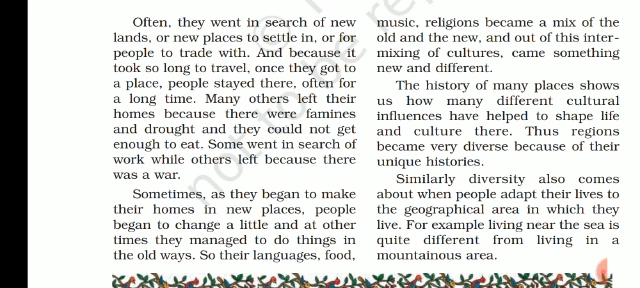 Often, they went in search of new
lands, or new places to settle in, or for
people to trade with. And because it
took so long to travel, once they got to
a place, people stayed there, often for
a long time. Many others left their
homes because there were famines
and drought and they could not get
enough to eat. Some went in search of
work while others left because there
was a war.
Sometimes, as they began to make
their homes in new places, people
began to change a little and at other
times they managed to do things in
the old ways. So their languages, food,
music, religions became a mix of the
old and the new, and out of this inter-
mixing of cultures, came something
new and different.
The history of many places shows
us how many different cultural
influences have helped to shape life
and culture there. Thus regions
became very diverse because of their
unique histories.
Similarly diversity also comes
about when people adapt their lives to
the geographical area in which they
live. For example living near the sea is
quite different from living in a
mountainous area.